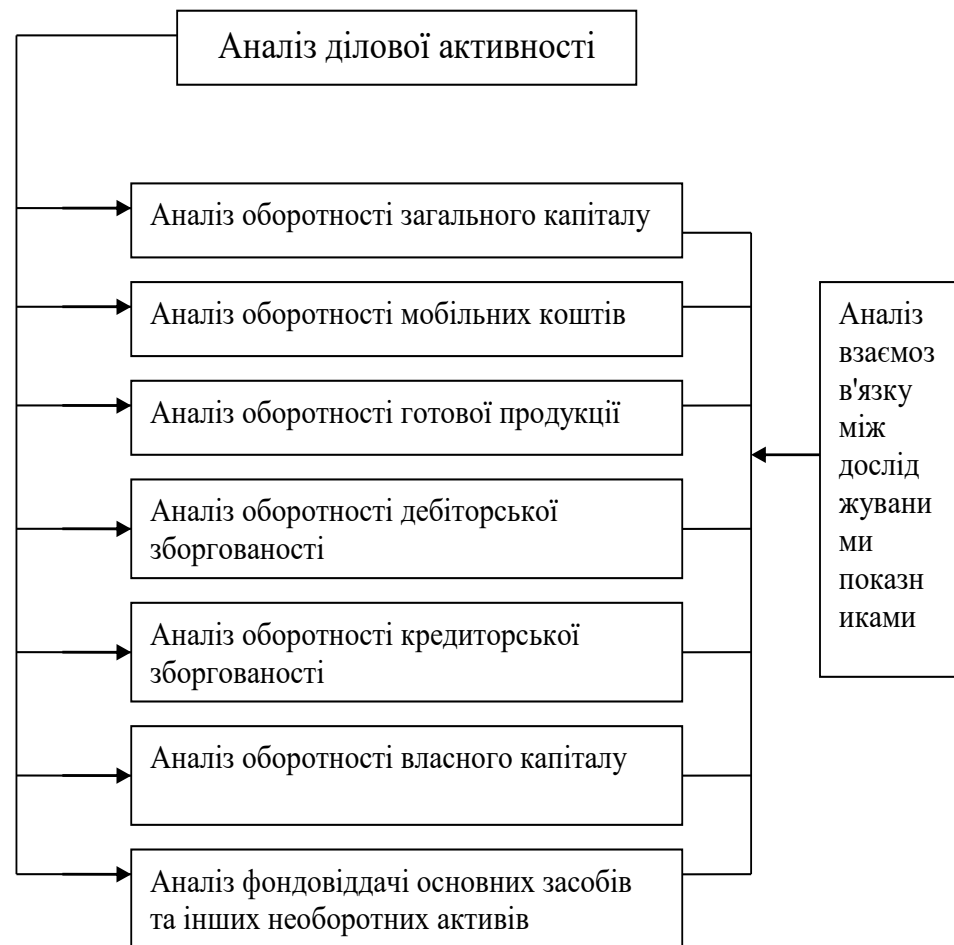 Аналіз ділової активності
Аналіз оборотності загального капіталу
Аналіз оборотності мобільних коштів
Аналіз оборотності готової продукції
Аналіз оборотності дебіторської
зборгованості
Аналіз оборотності кредиторської
зборгованості
Аналіз оборотності власного капіталу
Аналіз фондовіддачі основних засобів
та інших необоротних активів
Аналіз
взаємоз
в'язку
між
дослід
жувани
ми
показн
иками